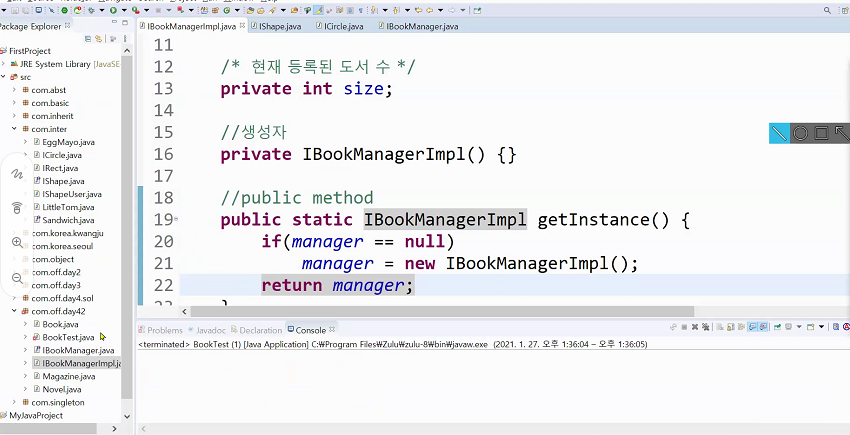 Package Explorer
IBookManagerImpl.java
IShape.java
ICircle.java
IBookManager.java
FirstProject
JRE System Library [JavaSE
src
com.abst
com.basic
com.inherit
com.inter
EggMayo.java
ICircle.java
IRect.java
IShape.java
IShapeUser.java
LittleTom.java
Sandwich.java
com.korea.kwangju
com.korea.seoul
com.object
com.off.day2
com.off.day3
com.off.day4.sol
com.off.day42
Book.java
BookTest.java
IBookManager.java
IBookManagerImpl.ja
Magazine.java
Novel.java
com.singleton
MyJavaProject
11
12 /* 현재 등록된 도서 수 */
13 private int size;
14
15 //생성자
16 private IBookManagerImpl() {}
17
18 //public method
19 public static IBookManagerImpl getInstance() {
20 if(manager == null)
21 manager = new IBookManagerImpl();
22 return manager;
23 }
Problems Javadoc Declaration Console
<terminated> BookTest (1) [Java Application] C:₩Program Files₩Zulu₩zulu-8₩bin₩javaw.exe (2021. 1. 27. 오후 1:36:04 – 오후 1:36:05)